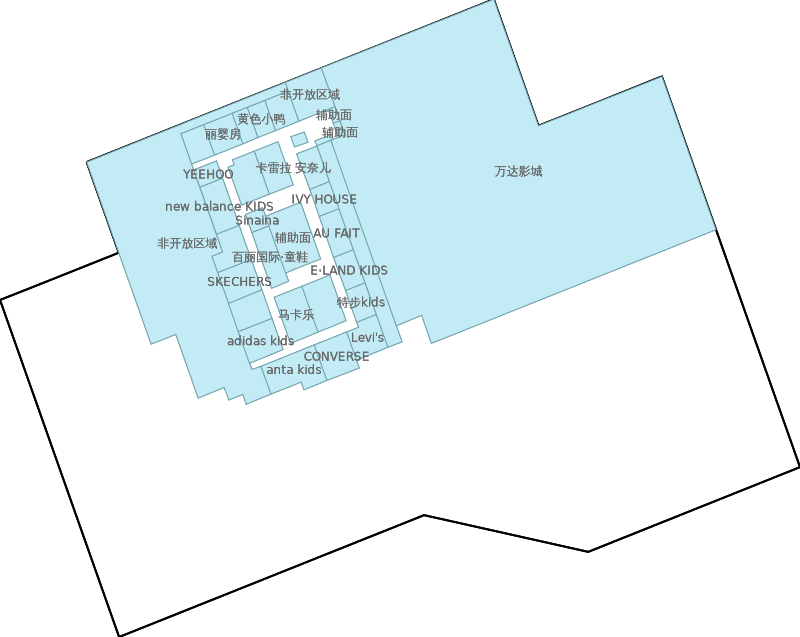 非开放区域
辅助面
黄色小鸭
辅助面
丽婴房
卡雷拉
安奈儿
万达影城
YEEHOO
IVY HOUSE
new balance KIDS
Sinaina
AU FAIT
辅助面
非开放区域
百丽国际·童鞋
E·LAND KIDS
SKECHERS
特步kids
马卡乐
Levi's
adidas kids
CONVERSE
anta kids